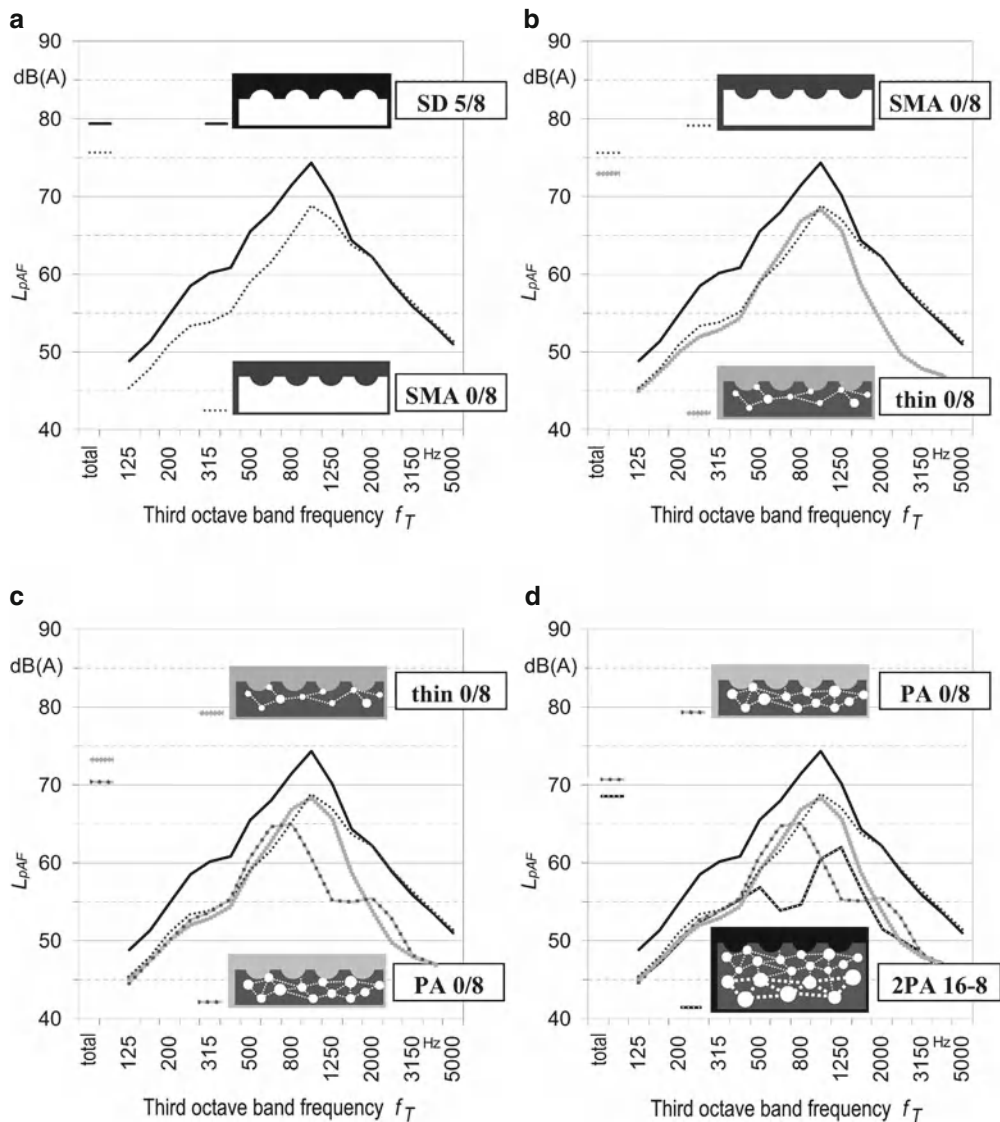 a
90
dB(A)
80
70
60
50
40
L_pAF
SD 5/8
SMA 0/8
total
125
200
315
500
800
1250
2000
3150
Hz
5000
Third octave band frequency f_T
b
90
dB(A)
80
70
60
50
40
L_pAF
SMA 0/8
thin 0/8
total
125
200
315
500
800
1250
2000
3150
Hz
5000
Third octave band frequency f_T
c
90
dB(A)
80
70
60
50
40
L_pAF
thin 0/8
PA 0/8
total
125
200
315
500
800
1250
2000
3150
Hz
5000
Third octave band frequency f_T
d
90
dB(A)
80
70
60
50
40
L_pAF
PA 0/8
2PA 16-8
total
125
200
315
500
800
1250
2000
3150
Hz
5000
Third octave band frequency f_T